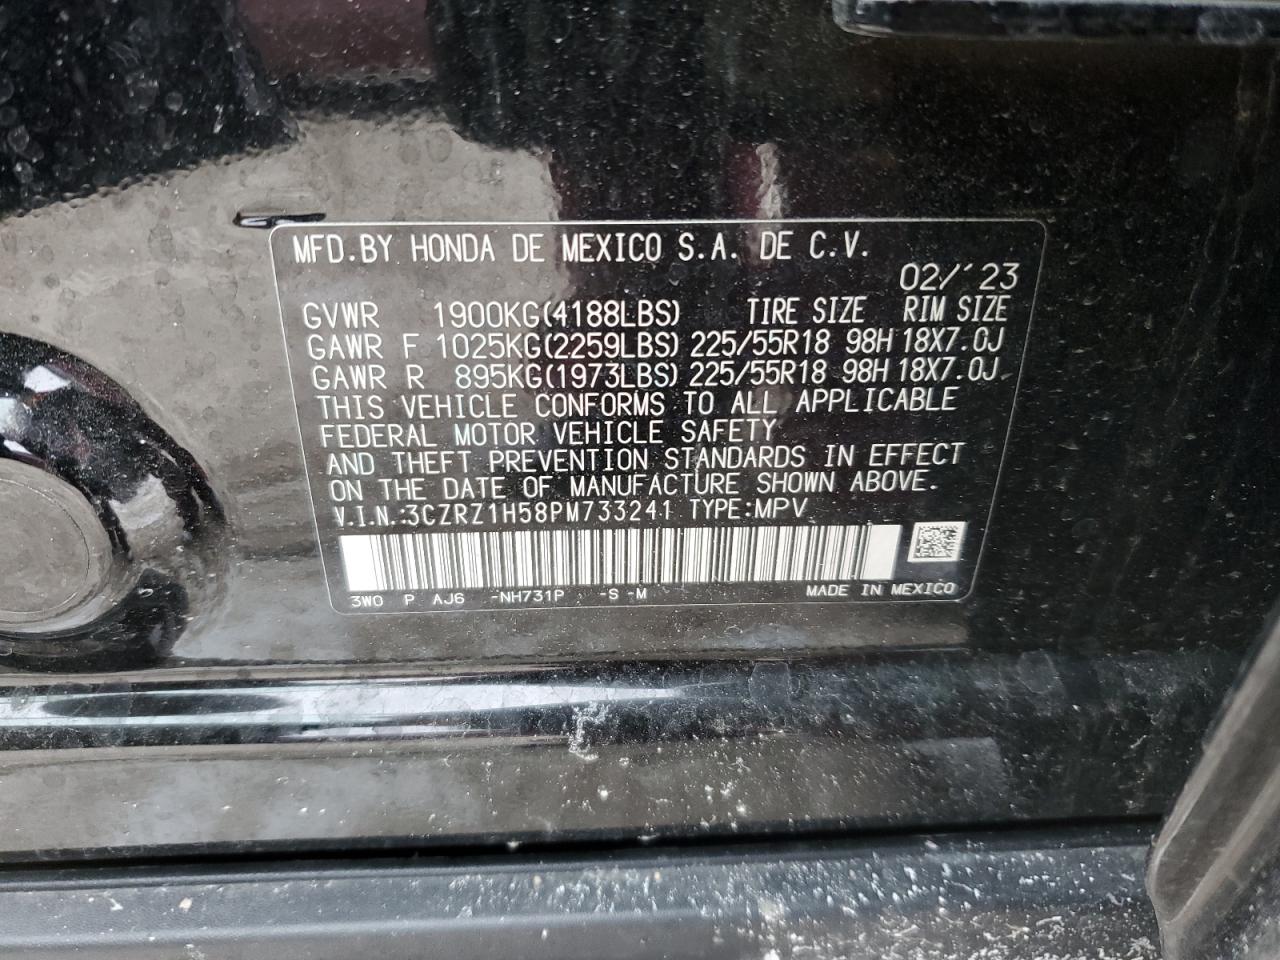 MFD.BY HONDA DE MEXICO S.A. DE C.V.
02/'23
GVWR 1900KG(4188LBS) TIRE SIZE RIM SIZE
GAWR F 1025KG(2259LBS) 225/55R18 98H 18X7.0J
GAWR R 895KG(1973LBS) 225/55R18 98H 18X7.0J
THIS VEHICLE CONFORMS TO ALL APPLICABLE
FEDERAL MOTOR VEHICLE SAFETY
AND THEFT PREVENTION STANDARDS IN EFFECT
ON THE DATE OF MANUFACTURE SHOWN ABOVE.
V.I.N.:3CZRZ1H58PM733241 TYPE:MPV
3W0 P AJ6 -NH731P -S -M MADE IN MEXICO